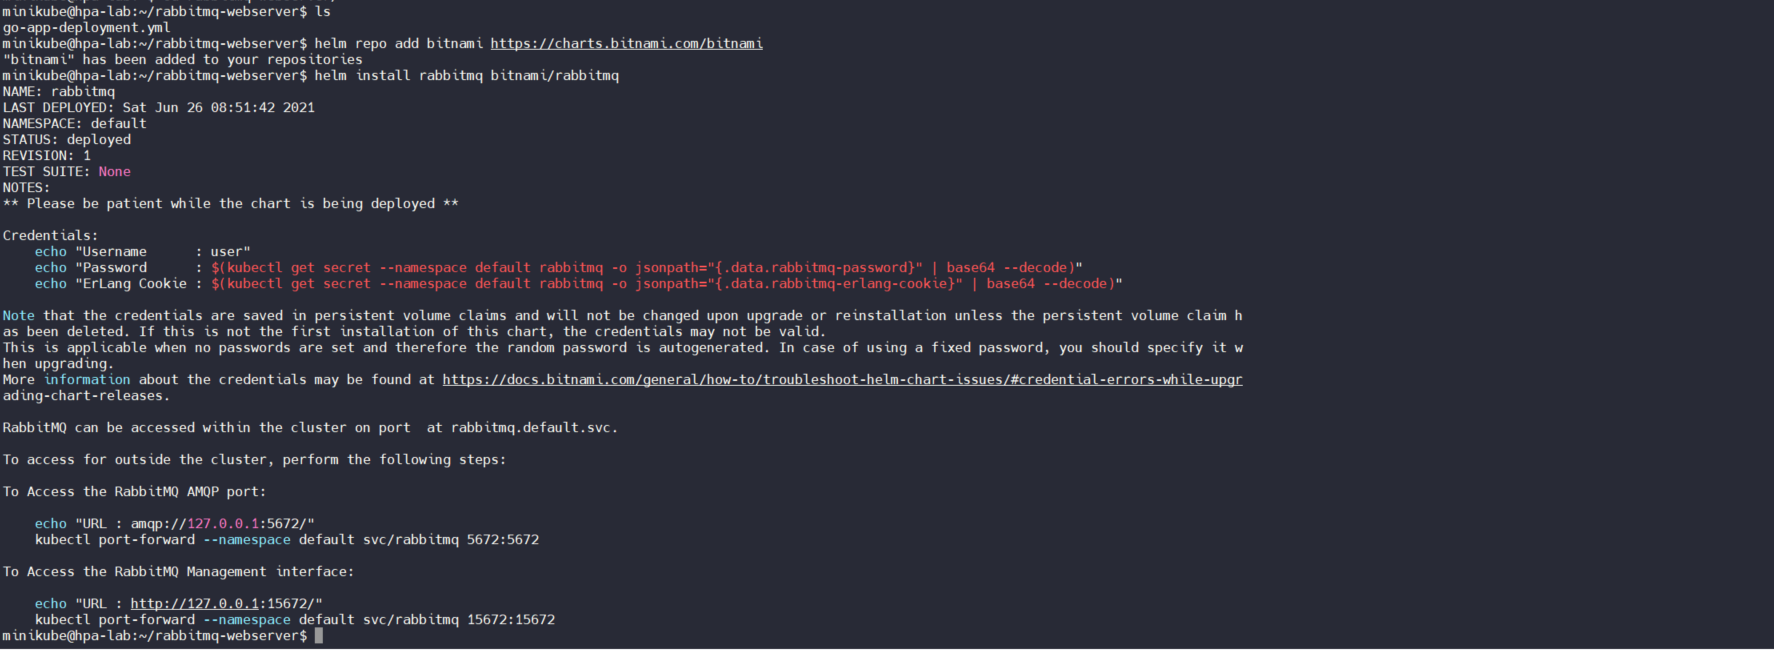 minikube@hpa-lab:~/rabbitmq-webserver$ ls
go-app-deployment.yml
minikube@hpa-lab:~/rabbitmq-webserver$ helm repo add bitnami https://charts.bitnami.com/bitnami
"bitnami" has been added to your repositories
minikube@hpa-lab:~/rabbitmq-webserver$ helm install rabbitmq bitnami/rabbitmq
NAME: rabbitmq
LAST DEPLOYED: Sat Jun 26 08:51:42 2021
NAMESPACE: default
STATUS: deployed
REVISION: 1
TEST SUITE: None
NOTES:
** Please be patient while the chart is being deployed **

Credentials:
    echo "Username      : user"
    echo "Password      : $(kubectl get secret --namespace default rabbitmq -o jsonpath="{.data.rabbitmq-password}" | base64 --decode)"
    echo "ErLang Cookie : $(kubectl get secret --namespace default rabbitmq -o jsonpath="{.data.rabbitmq-erlang-cookie}" | base64 --decode)"

Note that the credentials are saved in persistent volume claims and will not be changed upon upgrade or reinstallation unless the persistent volume claim h
as been deleted. If this is not the first installation of this chart, the credentials may not be valid.
This is applicable when no passwords are set and therefore the random password is autogenerated. In case of using a fixed password, you should specify it w
hen upgrading.
More information about the credentials may be found at https://docs.bitnami.com/general/how-to/troubleshoot-helm-chart-issues/#credential-errors-while-upgr
ading-chart-releases.

RabbitMQ can be accessed within the cluster on port  at rabbitmq.default.svc.

To access for outside the cluster, perform the following steps:

To Access the RabbitMQ AMQP port:

    echo "URL : amqp://127.0.0.1:5672/"
    kubectl port-forward --namespace default svc/rabbitmq 5672:5672

To Access the RabbitMQ Management interface:

    echo "URL : http://127.0.0.1:15672/"
    kubectl port-forward --namespace default svc/rabbitmq 15672:15672
minikube@hpa-lab:~/rabbitmq-webserver$